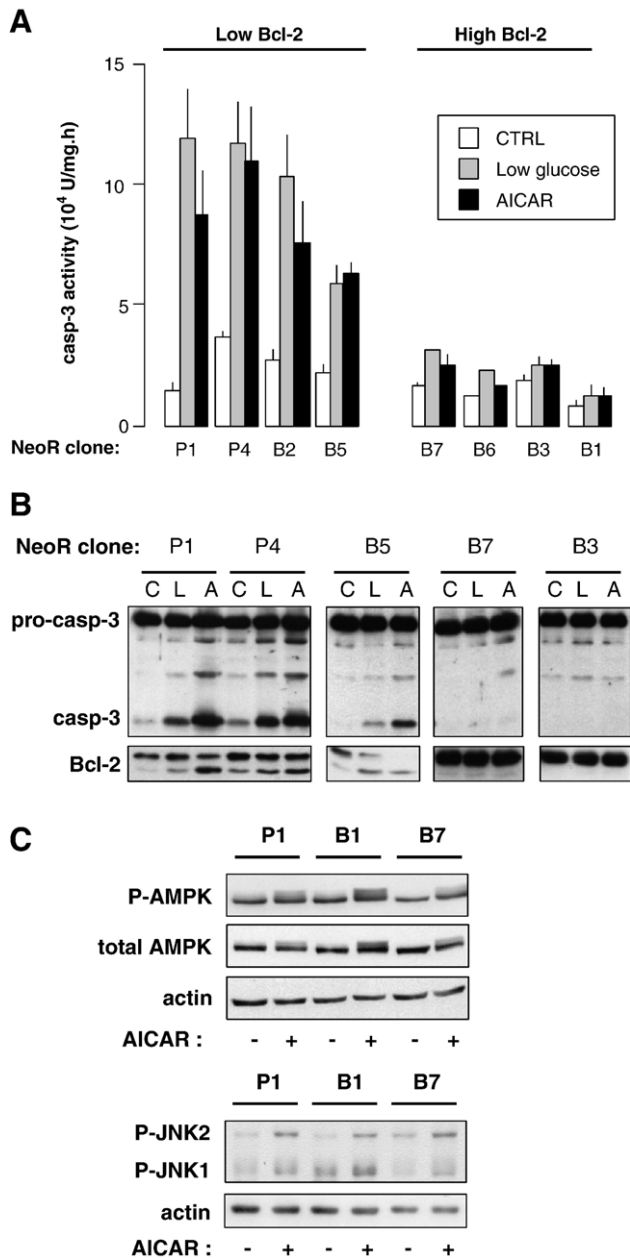 A
Low Bcl-2 High Bcl-2
casp-3 activity (10⁴ U/mg.h)
15
10
5
0
CTRL
Low glucose
AICAR
NeoR clone: P1 P4 B2 B5 B7 B6 B3 B1
B
NeoR clone: P1 P4 B5 B7 B3
C L A C L A C L A C L A C L A
pro-casp-3
casp-3
Bcl-2
C
P1 B1 B7
P-AMPK
total AMPK
actin
AICAR : - + - + - +
P1 B1 B7
P-JNK2
P-JNK1
actin
AICAR : - + - + - +